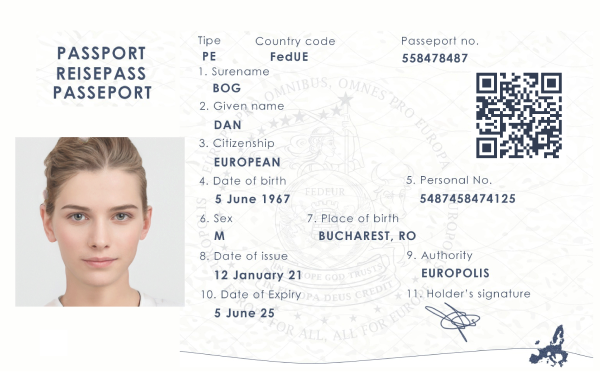 PASSPORT
REISEPASS
PASSEPORT
Tipe Country code Passeport no.
PE FedUE 558478487
1. Surename
BOG
2. Given name
DAN
3. Citizenship
EUROPEAN
4. Date of birth 5. Personal No.
5 June 1967 5487458474125
6. Sex 7. Place of birth
M BUCHAREST, RO
8. Date of issue 9. Authority
12 January 21 EUROPOLIS
10. Date of Expiry 11. Holder's signature
5 June 25
OMNIBUS, OMNES PRO EUROPA
FEDEUR
EUROPE GOD TRUSTS
IN EUROPA DEUS CREDIT
FOR ALL, ALL FOR EUROPE